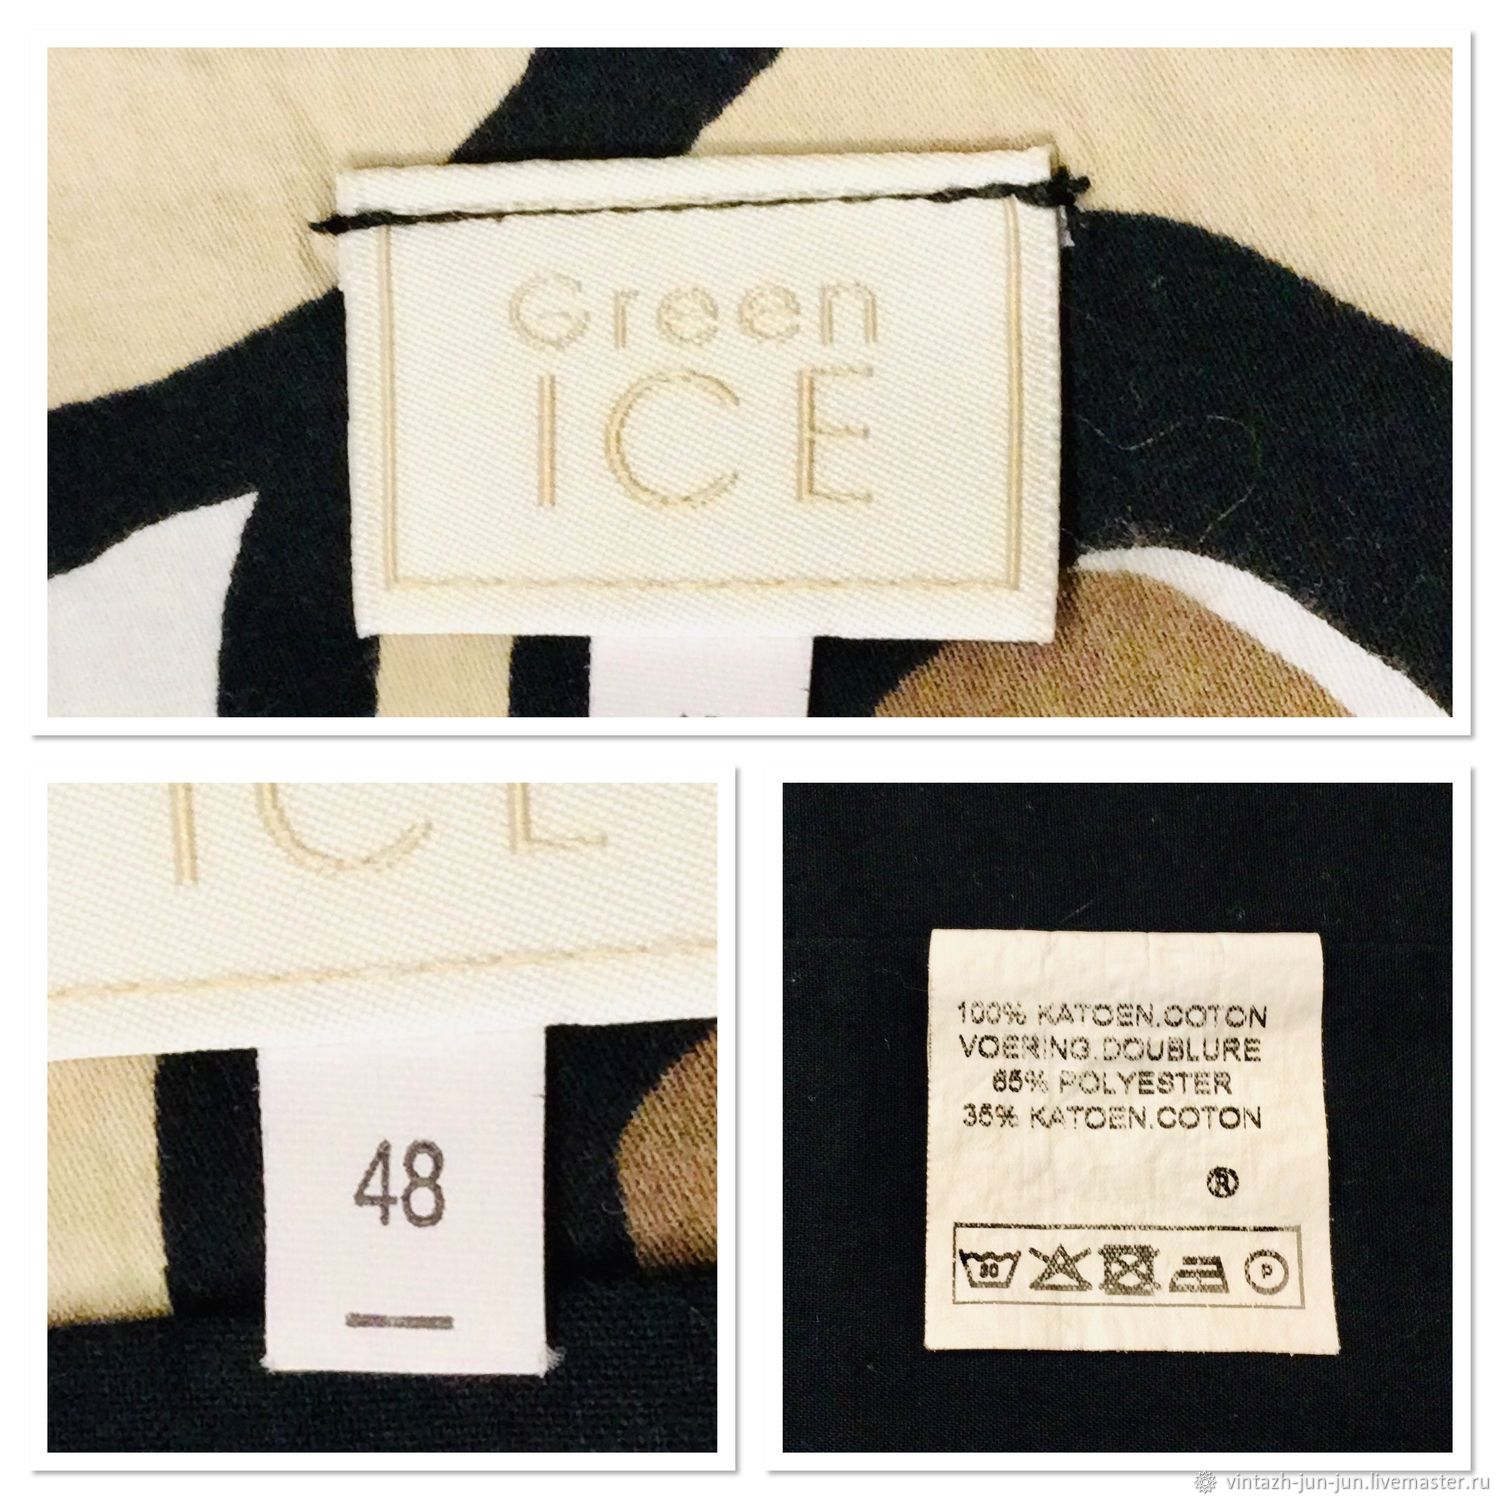 Green
ICE
ICE
48
100% KATOEN.COTON
VOERING.DOUBLURE
65% POLYESTER
35% KATOEN.COTON
®
30
P
vintazh-jun-jun.livemaster.ru